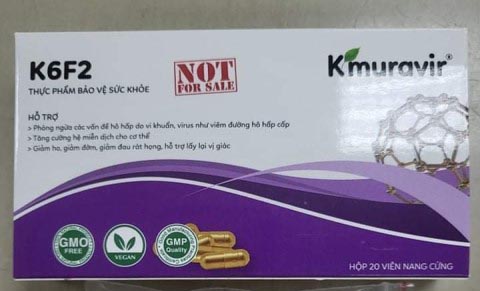 K6F2
THỰC PHẨM BẢO VỆ SỨC KHỎE
NOT
FOR SALE
K'muravir®
HỖ TRỢ
› Phòng ngừa các vấn đề hô hấp do vi khuẩn, virus như viêm đường hô hấp cấp
› Tăng cường hệ miễn dịch cho cơ thể
› Giảm ho, giảm đờm, giảm đau rát họng, hỗ trợ lấy lại vị giác
GMO
FREE
VEGAN
GMP
Quality
HỘP 20 VIÊN NANG CỨNG